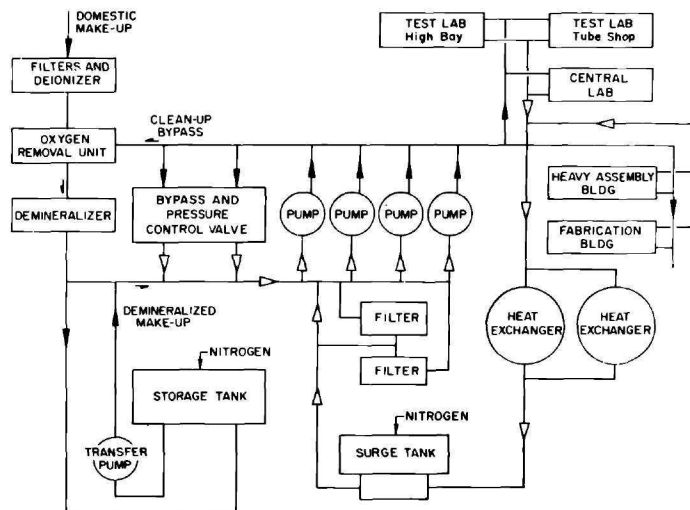 DOMESTIC
MAKE-UP
FILTERS AND
DEIONIZER
OXYGEN
REMOVAL UNIT
DEMINERALIZER
CLEAN-UP
BYPASS
BYPASS AND
PRESSURE
CONTROL VALVE
DEMINERALIZED
MAKE-UP
NITROGEN
STORAGE TANK
TRANSFER
PUMP
PUMP
PUMP
PUMP
PUMP
FILTER
FILTER
NITROGEN
SURGE TANK
TEST LAB
High Bay
TEST LAB
Tube Shop
CENTRAL
LAB
HEAVY ASSEMBLY
BLDG
FABRICATION
BLDG
HEAT
EXCHANGER
HEAT
EXCHANGER